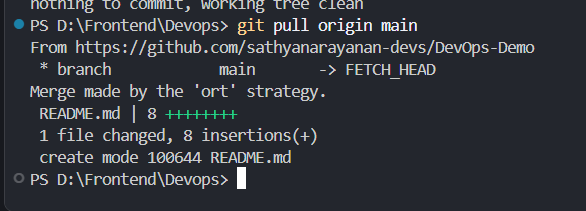 nothing to commit, working tree clean
PS D:\Frontend\Devops> git pull origin main
From https://github.com/sathyanarayanan-devs/DevOps-Demo
 * branch            main       -> FETCH_HEAD
Merge made by the 'ort' strategy.
 README.md | 8 ++++++++
 1 file changed, 8 insertions(+)
 create mode 100644 README.md
PS D:\Frontend\Devops>